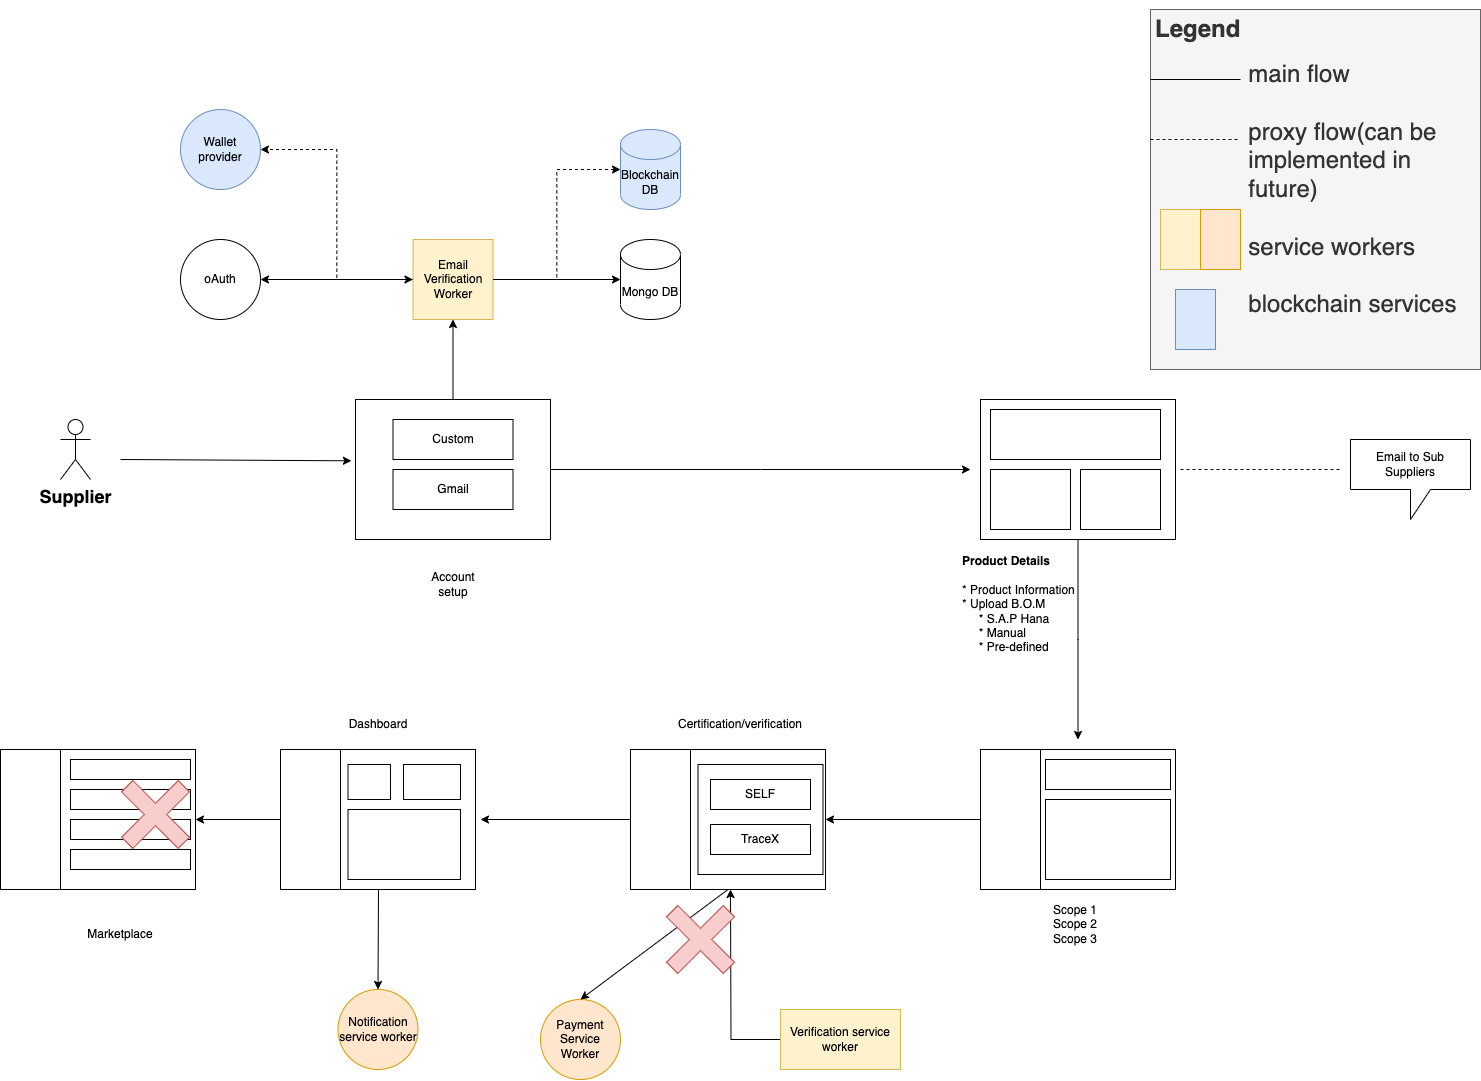 Legend
main flow
proxy flow(can be
implemented in
future)
service workers
blockchain services
Wallet
provider
Blockchain
DB
oAuth
Email
Verification
Worker
Mongo DB
Supplier
Custom
Gmail
Account
setup
Email to Sub
Suppliers
Product Details
* Product Information
* Upload B.O.M
* S.A.P Hana
* Manual
* Pre-defined
Dashboard
Certification/verification
SELF
TraceX
Marketplace
Scope 1
Scope 2
Scope 3
Notification
service worker
Payment
Service
Worker
Verification service
worker